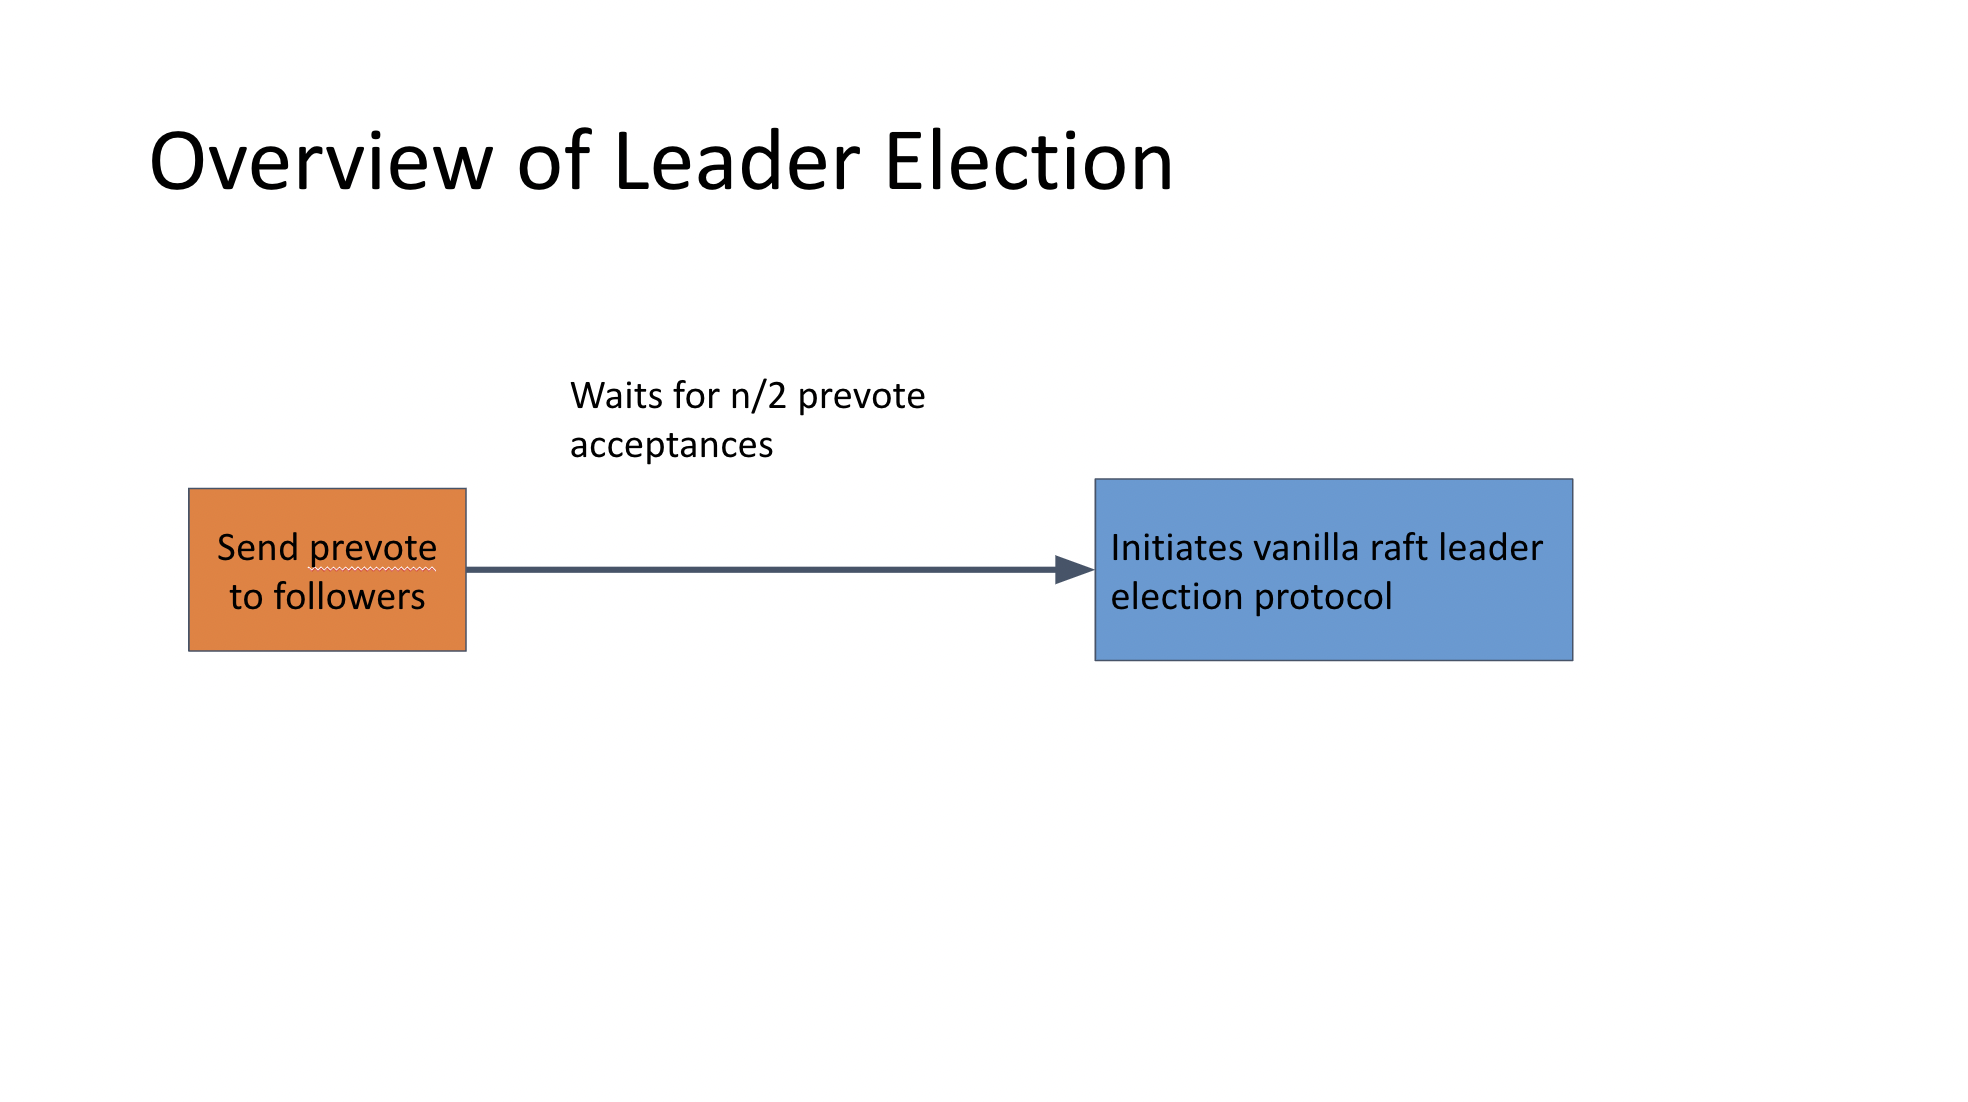 Overview of Leader Election
Waits for n/2 prevote
acceptances
Send prevote
to followers
Initiates vanilla raft leader
election protocol